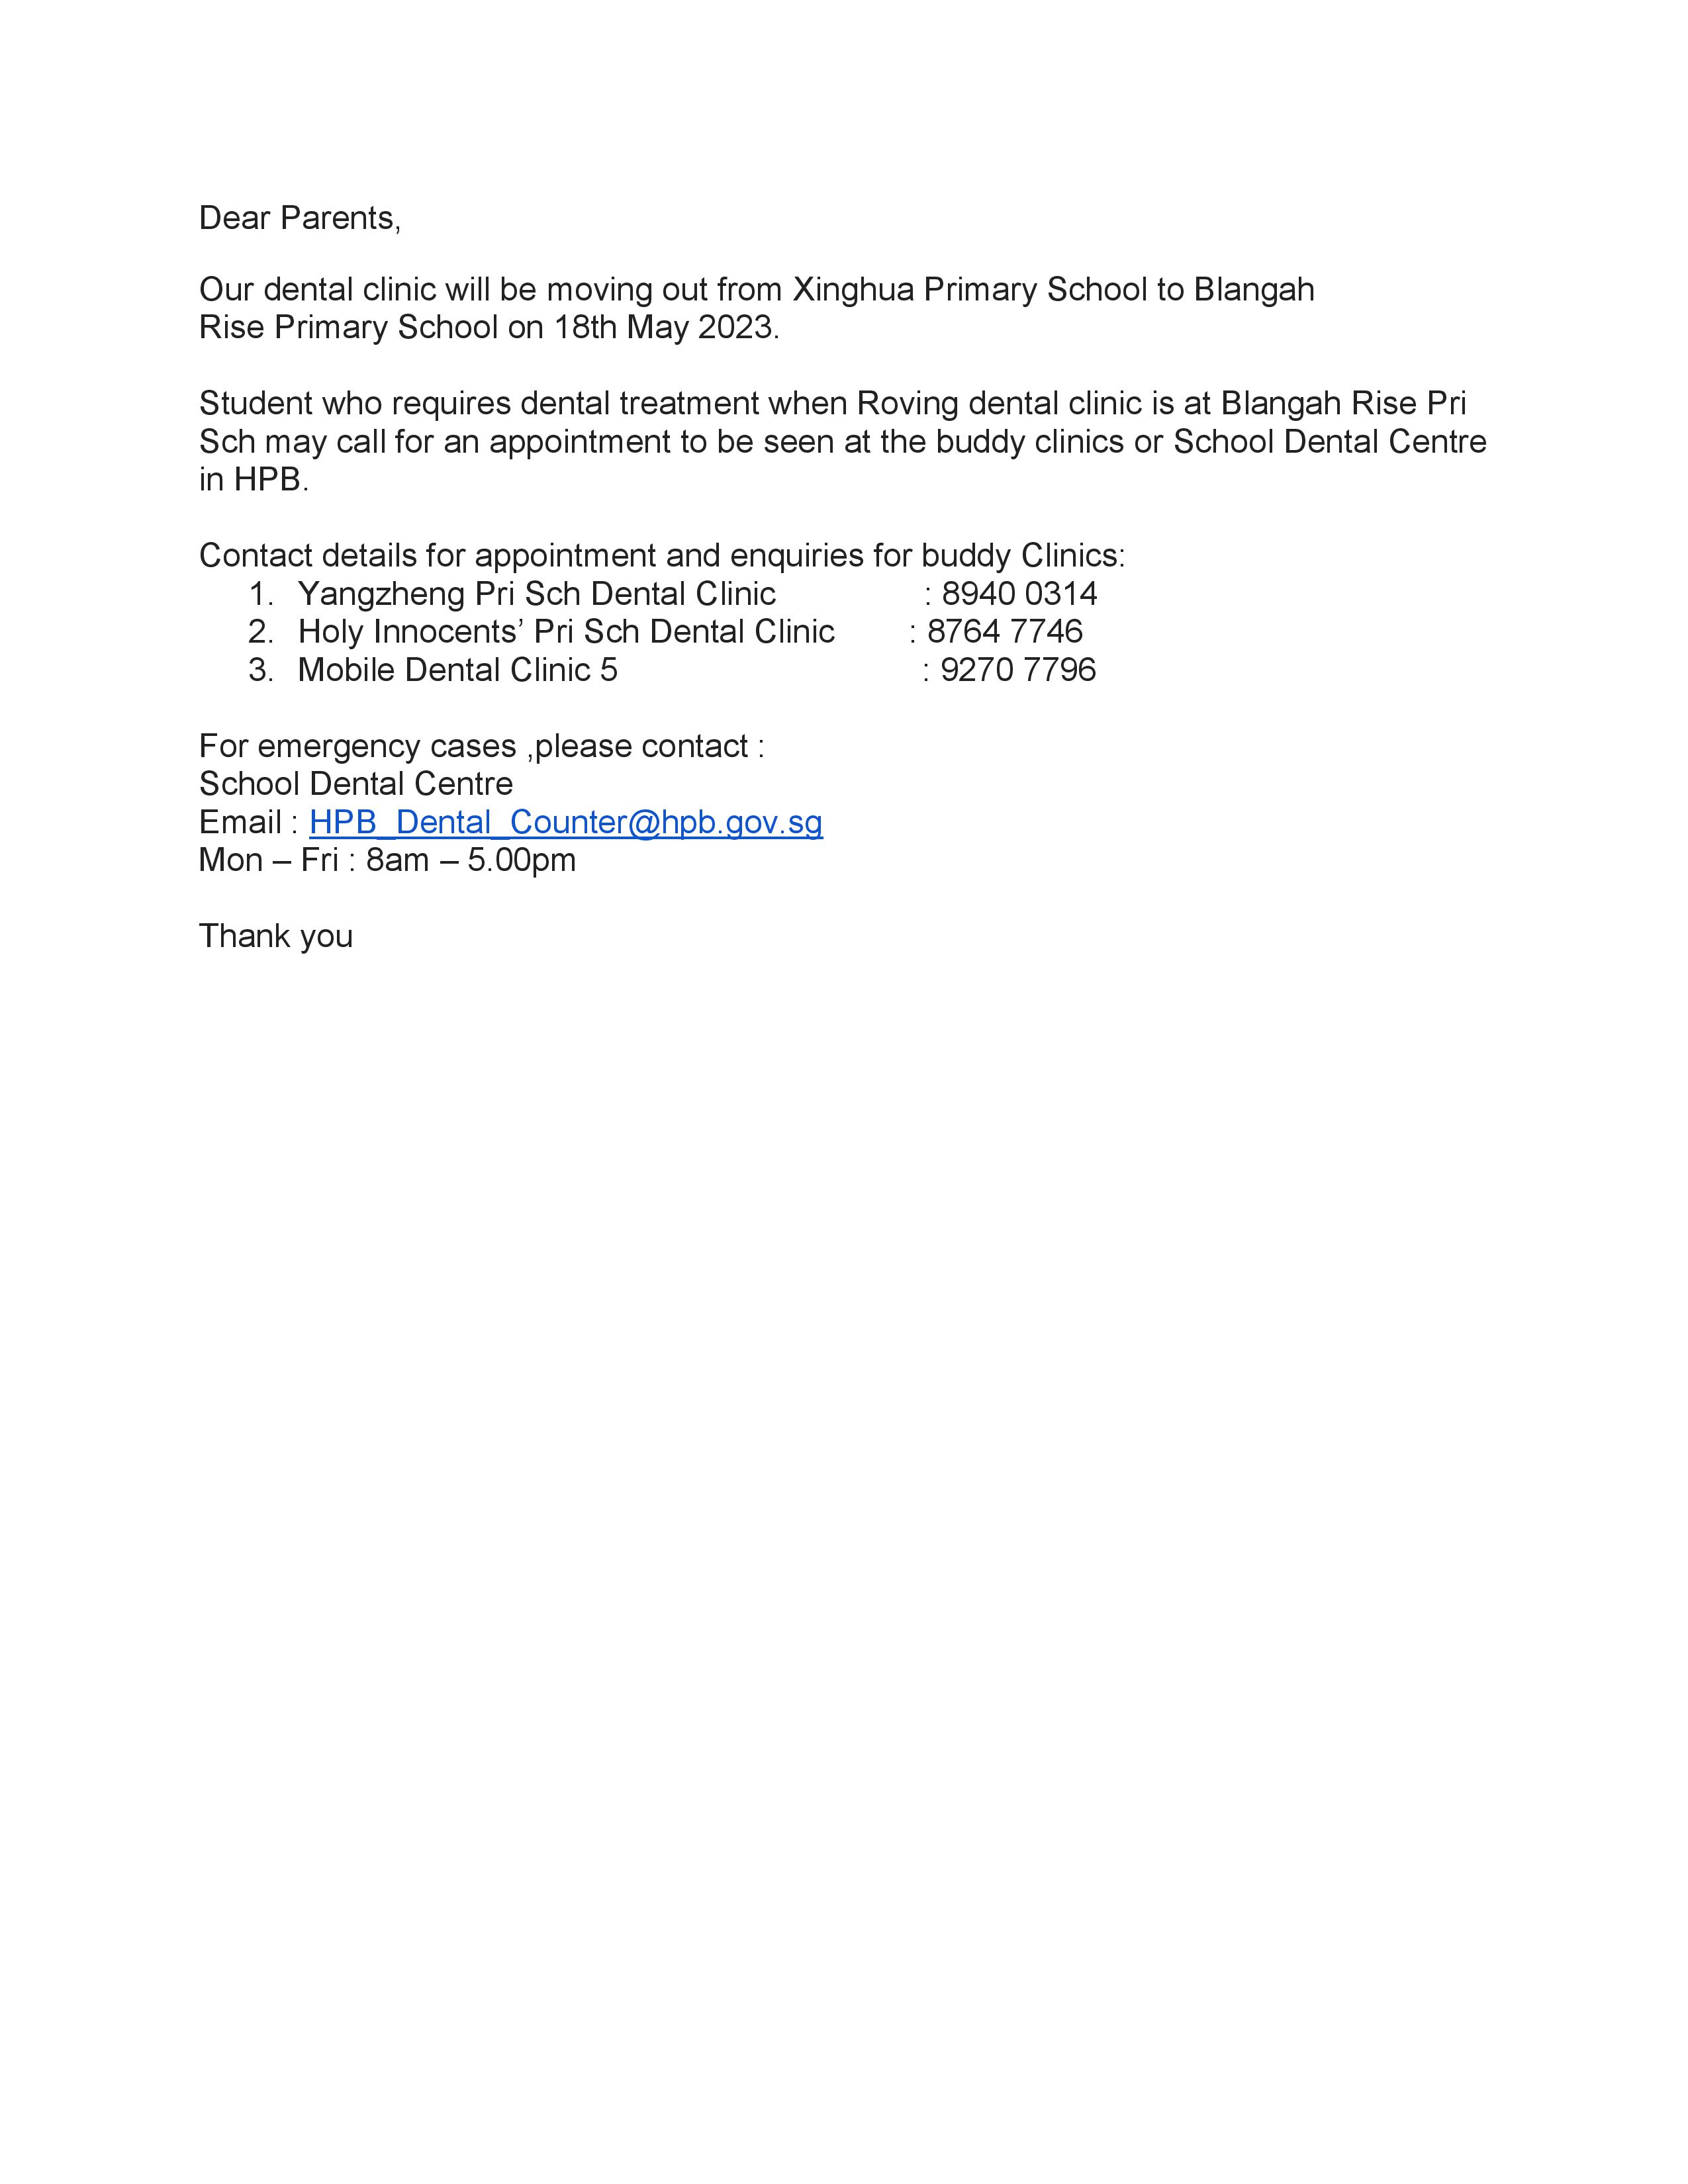 Dear Parents,
Our dental clinic will be moving out from Xinghua Primary School to Blangah
Rise Primary School on 18th May 2023.
Student who requires dental treatment when Roving dental clinic is at Blangah Rise Pri
Sch may call for an appointment to be seen at the buddy clinics or School Dental Centre
in HPB.
Contact details for appointment and enquiries for buddy Clinics:
1. Yangzheng Pri Sch Dental Clinic : 8940 0314
2. Holy Innocents’ Pri Sch Dental Clinic : 8764 7746
3. Mobile Dental Clinic 5 : 9270 7796
For emergency cases ,please contact :
School Dental Centre
Email : HPB_Dental_Counter@hpb.gov.sg
Mon – Fri : 8am – 5.00pm
Thank you